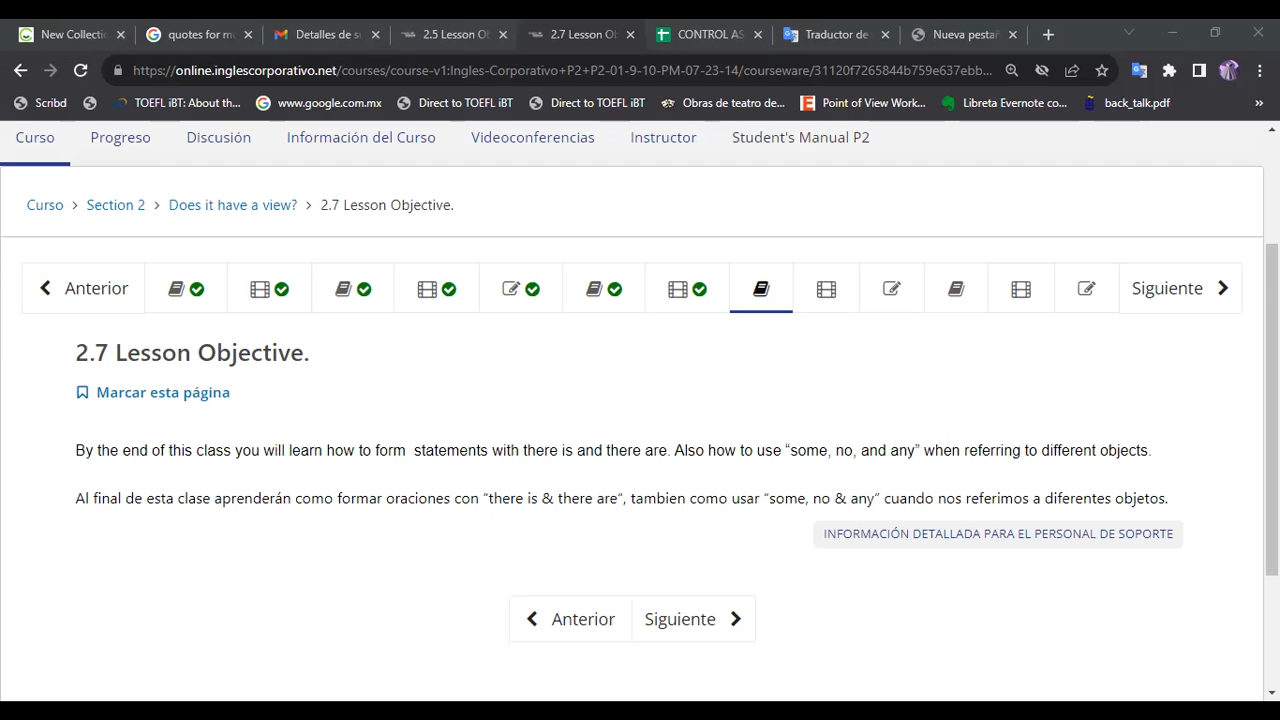 New Collecti
quotes for m
Detalles de su
2.5 Lesson O
2.7 Lesson O
CONTROL AS
Traductor de
Nueva pestañ
https://online.inglescorporativo.net/courses/course-v1:Ingles-Corporativo+P2+P2-01-9-10-PM-07-23-14/courseware/31120f7265844b759e637ebb...
Scribd
TOEFL iBT: About th...
www.google.com.mx
Direct to TOEFL iBT
Direct to TOEFL iBT
Obras de teatro de...
Point of View Work...
Libreta Evernote co...
back_talk.pdf
»
Curso Progreso Discusión Información del Curso Videoconferencias Instructor Student's Manual P2
Curso > Section 2 > Does it have a view? > 2.7 Lesson Objective.
Anterior
Siguiente
2.7 Lesson Objective.
Marcar esta página
By the end of this class you will learn how to form statements with there is and there are. Also how to use “some, no, and any” when referring to different objects.
Al final de esta clase aprenderán como formar oraciones con “there is & there are“, tambien como usar “some, no & any” cuando nos referimos a diferentes objetos.
INFORMACIÓN DETALLADA PARA EL PERSONAL DE SOPORTE
Anterior Siguiente